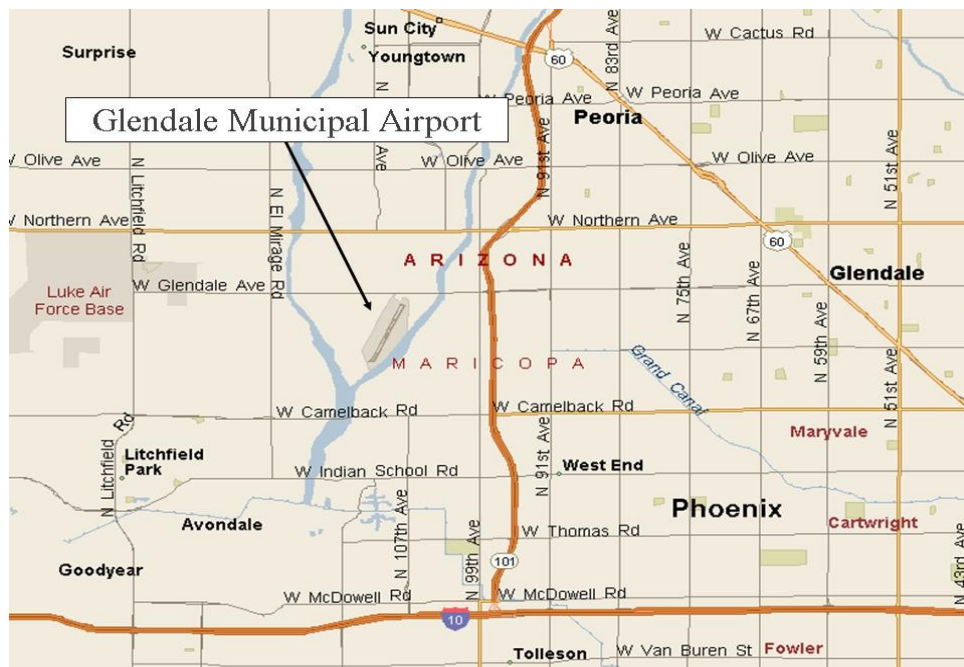 Sun City
Surprise
Youngtown
N 83rd Ave
W Cactus Rd
60
N
Ave
W Peoria Ave
W Peoria Ave
Peoria
Glendale Municipal Airport
W Olive Ave
W Olive Ave
W Olive Ave
N Litchfield Rd
N El Mirage Rd
N 91st Ave
N 51st Ave
W Northern Ave
W Northern Ave
60
ARIZONA
N 75th Ave
N 67th Ave
Glendale
W Glendale Ave
Luke Air
Force Base
N 59th Ave
MARICOPA
Grand Canal
N 51st Ave
W Camelback Rd
W Camelback Rd
Maryvale
N Litchfield Rd
Litchfield
Park
W Indian School Rd
N 91st Ave
West End
Phoenix
Avondale
N 107th Ave
N 99th Ave
W Thomas Rd
Cartwright
101
Goodyear
N 43rd Ave
W McDowell Rd
W McDowell Rd
10
Tolleson
W Van Buren St
Fowler